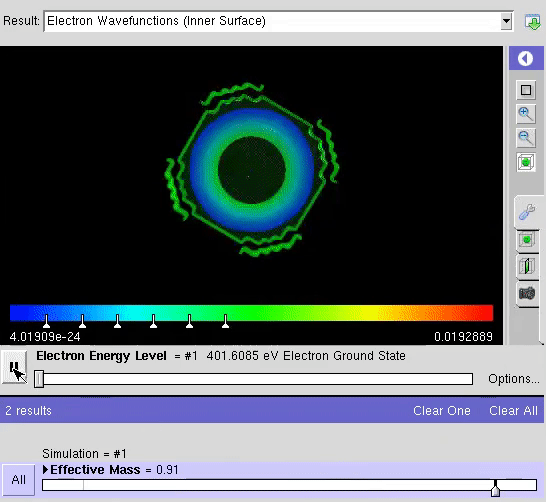 Result: Electron Wavefunctions (Inner Surface)
4.01909e-24 0.0192889
Electron Energy Level = #1 401.6085 eV Electron Ground State
Options...
2 results Clear One Clear All
Simulation = #1
All Effective Mass = 0.91